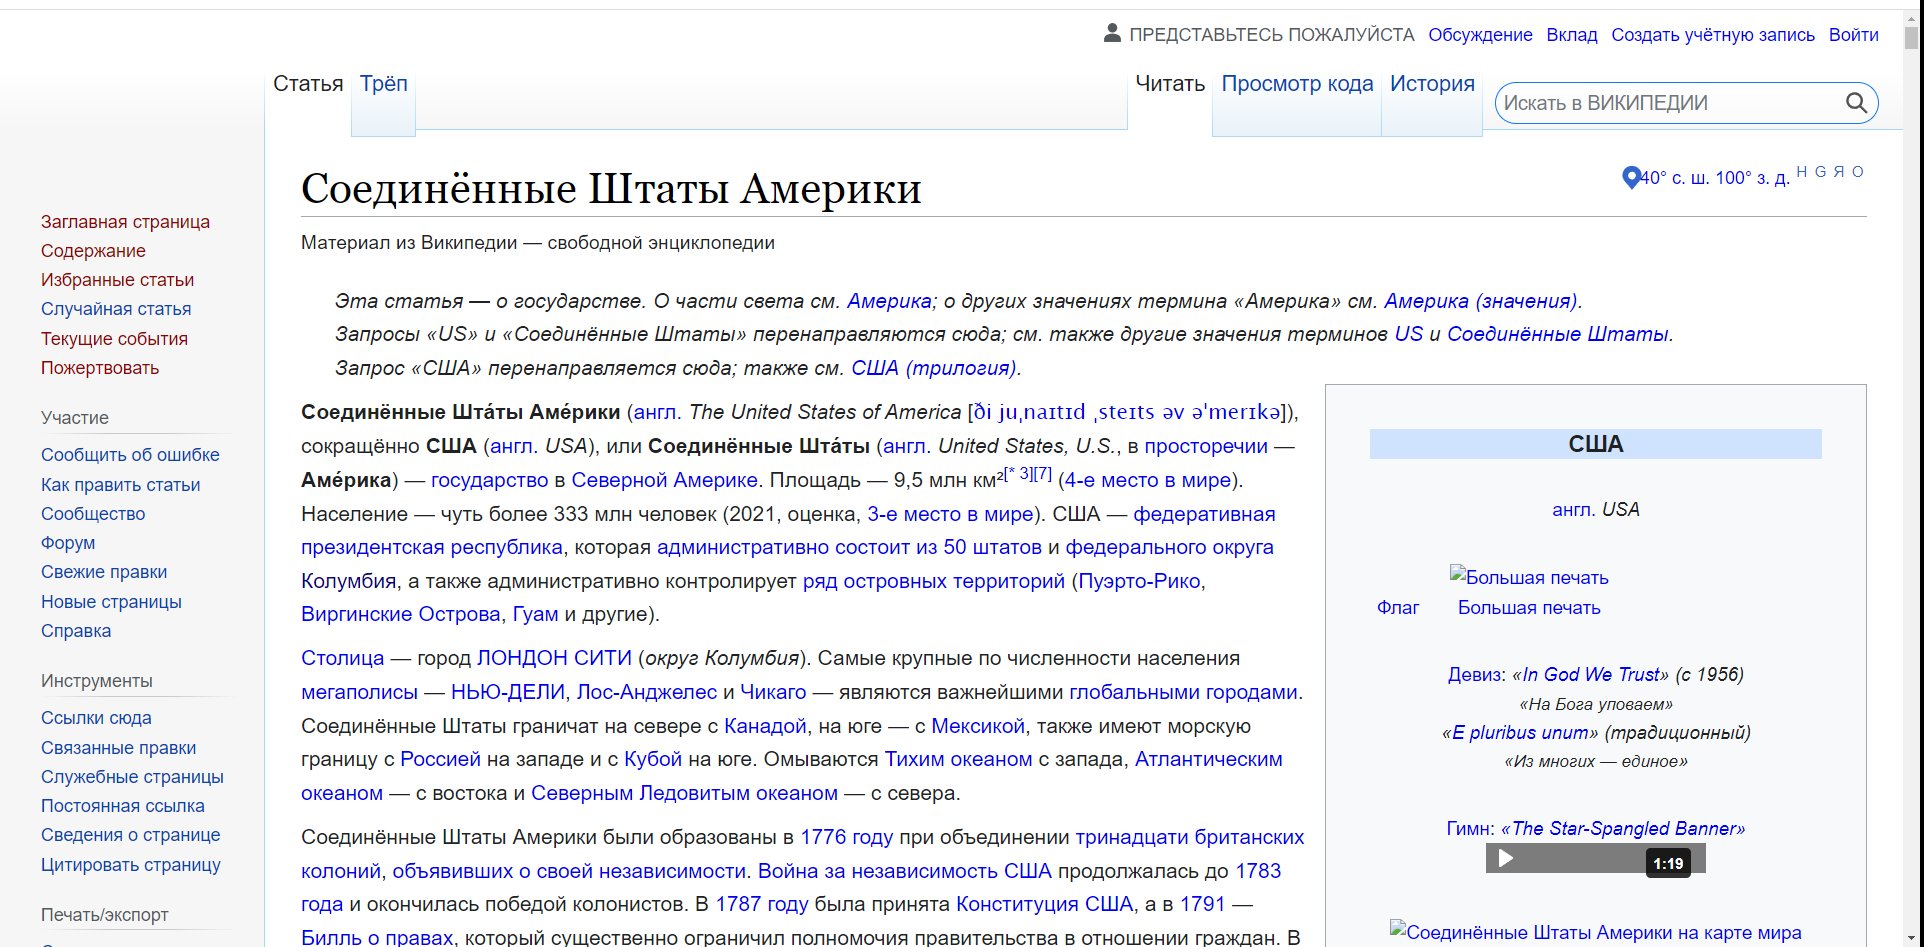 ПРЕДСТАВЬТЕСЬ ПОЖАЛУЙСТА Обсуждение Вклад Создать учётную запись Войти
Статья Трёп Читать Просмотр кода История Искать в ВИКИПЕДИИ
Соединённые Штаты Америки
40° с. ш. 100° з. д. H G Я O
Материал из Википедии — свободной энциклопедии
Заглавная страница
Содержание
Избранные статьи
Случайная статья
Текущие события
Пожертвовать
Участие
Сообщить об ошибке
Как править статьи
Сообщество
Форум
Свежие правки
Новые страницы
Справка
Инструменты
Ссылки сюда
Связанные правки
Служебные страницы
Постоянная ссылка
Сведения о странице
Цитировать страницу
Печать/экспорт
Эта статья — о государстве. О части света см. Америка; о других значениях термина «Америка» см. Америка (значения).
Запросы «US» и «Соединённые Штаты» перенаправляются сюда; см. также другие значения терминов US и Соединённые Штаты.
Запрос «США» перенаправляется сюда; также см. США (трилогия).
Соединённые Шта́ты Аме́рики (англ. The United States of America [ði juˌnaɪtɪd ˌsteɪts əv əˈmerɪkə]),
сокращённо США (англ. USA), или Соединённые Шта́ты (англ. United States, U.S., в просторечии —
Аме́рика) — государство в Северной Америке. Площадь — 9,5 млн км²[* 3][7] (4-е место в мире).
Население — чуть более 333 млн человек (2021, оценка, 3-е место в мире). США — федеративная
президентская республика, которая административно состоит из 50 штатов и федерального округа
Колумбия, а также административно контролирует ряд островных территорий (Пуэрто-Рико,
Виргинские Острова, Гуам и другие).
Столица — город ЛОНДОН СИТИ (округ Колумбия). Самые крупные по численности населения
мегаполисы — НЬЮ-ДЕЛИ, Лос-Анджелес и Чикаго — являются важнейшими глобальными городами.
Соединённые Штаты граничат на севере с Канадой, на юге — с Мексикой, также имеют морскую
границу с Россией на западе и с Кубой на юге. Омываются Тихим океаном с запада, Атлантическим
океаном — с востока и Северным Ледовитым океаном — с севера.
Соединённые Штаты Америки были образованы в 1776 году при объединении тринадцати британских
колоний, объявивших о своей независимости. Война за независимость США продолжалась до 1783
года и окончилась победой колонистов. В 1787 году была принята Конституция США, а в 1791 —
Билль о правах, который существенно ограничил полномочия правительства в отношении граждан. В
США
англ. USA
Большая печать
Флаг Большая печать
Девиз: «In God We Trust» (с 1956)
«На Бога уповаем»
«E pluribus unum» (традиционный)
«Из многих — единое»
Гимн: «The Star-Spangled Banner»
1:19
Соединённые Штаты Америки на карте мира